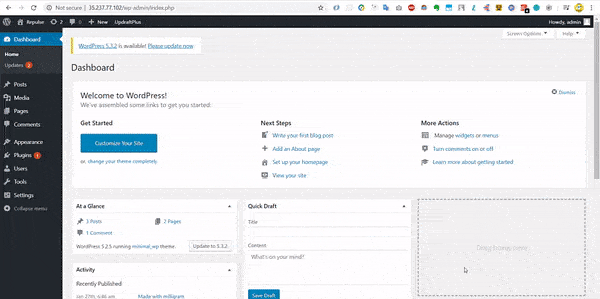 Not secure | 35.237.77.102/wp-admin/index.php
Repulse 3 0 New UpdraftPlus
Howdy, admin
Screen Options
Help
Dashboard
Home
Updates 2
Posts
Media
Pages
Comments
Appearance
Plugins 1
Users
Tools
Settings
Collapse menu
WordPress 5.3.2 is available! Please update now.
Dashboard
Welcome to WordPress!
We've assembled some links to get you started:
Dismiss
Get Started
Customize Your Site
or, change your theme completely
Next Steps
Write your first blog post
Add an About page
Set up your homepage
View your site
More Actions
Manage widgets or menus
Turn comments on or off
Learn more about getting started
At a Glance
3 Posts
2 Pages
1 Comment
WordPress 5.2.5 running minimal_wp theme.
Update to 5.3.2
Activity
Recently Published
Jan 27th, 6:46 am
Made with milligram
Quick Draft
Title
Content
What's on your mind?
Save Draft
Drag boxes here